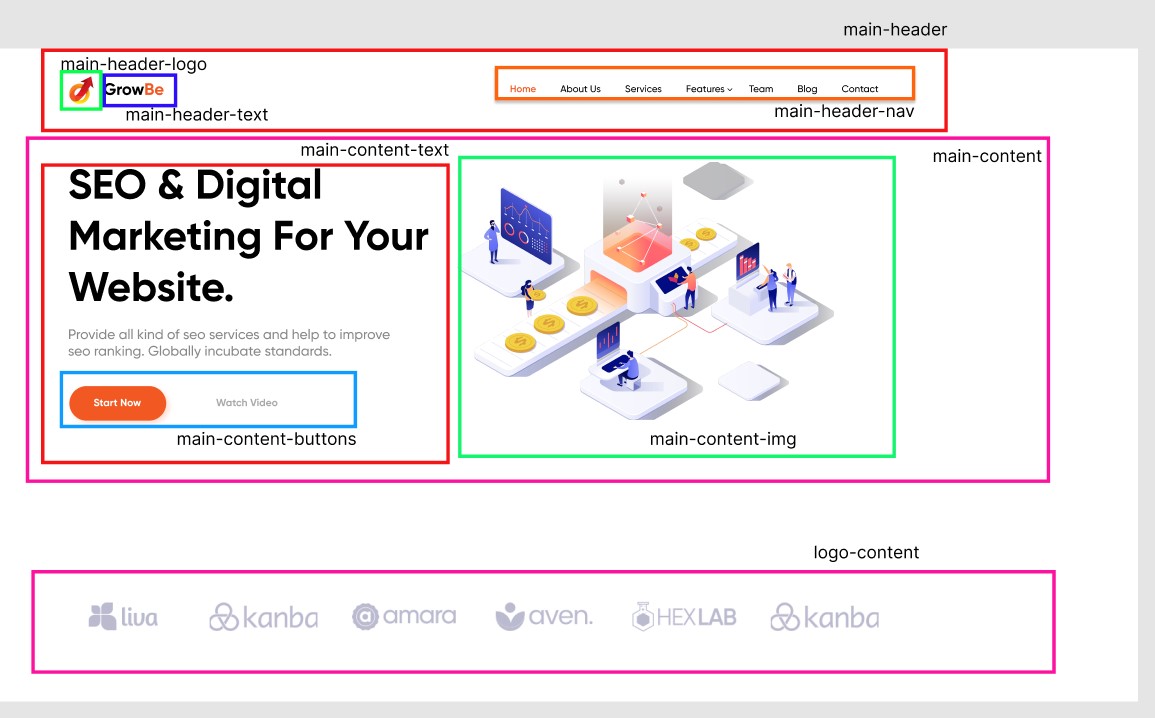 main-header
main-header-logo
GrowBe
Home About Us Services Features Team Blog Contact
main-header-text
main-header-nav
main-content-text
main-content
SEO & Digital
Marketing For Your
Website.
Provide all kind of seo services and help to improve
seo ranking. Globally incubate standards.
Start Now Watch Video
main-content-buttons
main-content-img
logo-content
liva kanba amara aven. HEXLAB kanba